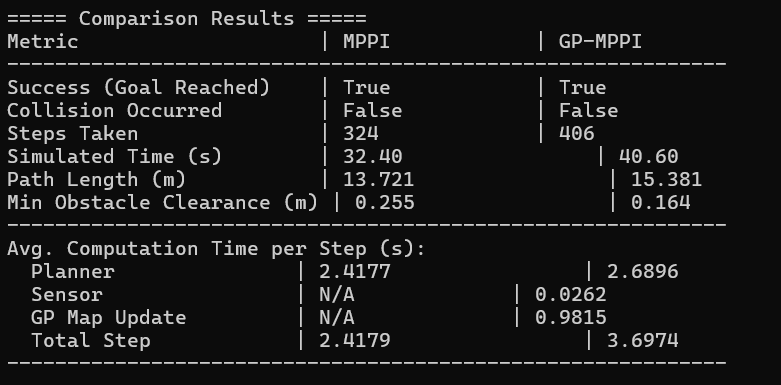 ===== Comparison Results =====
Metric                    | MPPI            | GP-MPPI
------------------------------------------------------------
Success (Goal Reached)    | True            | True
Collision Occurred        | False           | False
Steps Taken               | 324             | 406
Simulated Time (s)        | 32.40                | 40.60
Path Length (m)           | 13.721                | 15.381
Min Obstacle Clearance (m) | 0.255                | 0.164
------------------------------------------------------------
Avg. Computation Time per Step (s):
  Planner               | 2.4177                | 2.6896
  Sensor                | N/A             | 0.0262
  GP Map Update         | N/A             | 0.9815
  Total Step            | 2.4179                | 3.6974
------------------------------------------------------------